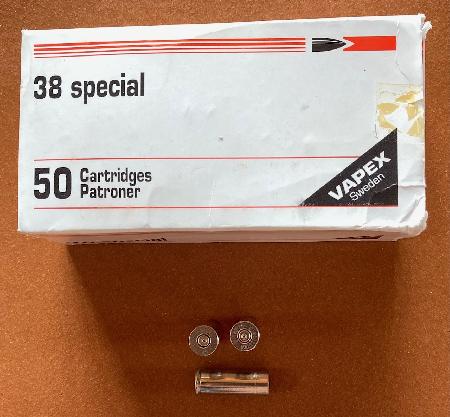 38 special
50 Cartridges
Patroner
VAPEX
Sweden